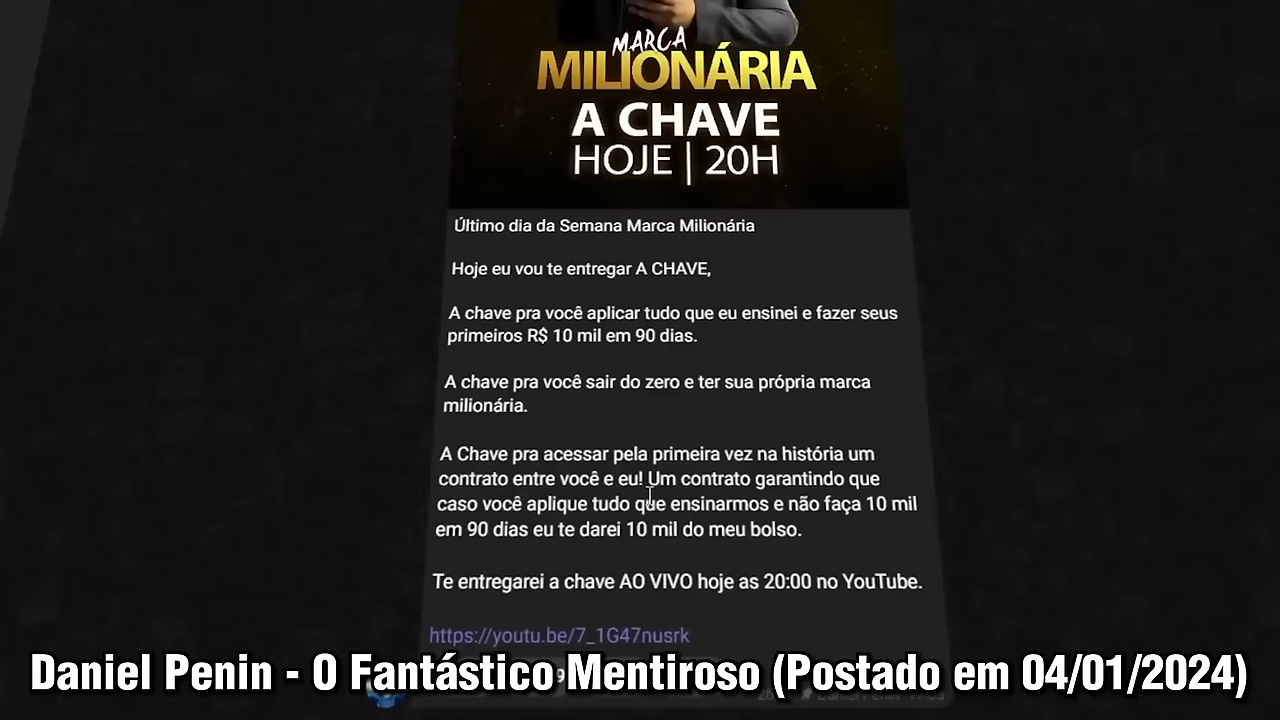 MARCA
MILIONÁRIA
A CHAVE
HOJE | 20H
Último dia da Semana Marca Milionária
Hoje eu vou te entregar A CHAVE,
A chave pra você aplicar tudo que eu ensinei e fazer seus
primeiros R$ 10 mil em 90 dias.
A chave pra você sair do zero e ter sua própria marca
milionária.
A Chave pra acessar pela primeira vez na história um
contrato entre você e eu! Um contrato garantindo que
caso você aplique tudo que ensinarmos e não faça 10 mil
em 90 dias eu te darei 10 mil do meu bolso.
Te entregarei a chave AO VIVO hoje as 20:00 no YouTube.
https://youtu.be/7_1G47nusrk
Daniel Penin - O Fantástico Mentiroso (Postado em 04/01/2024)